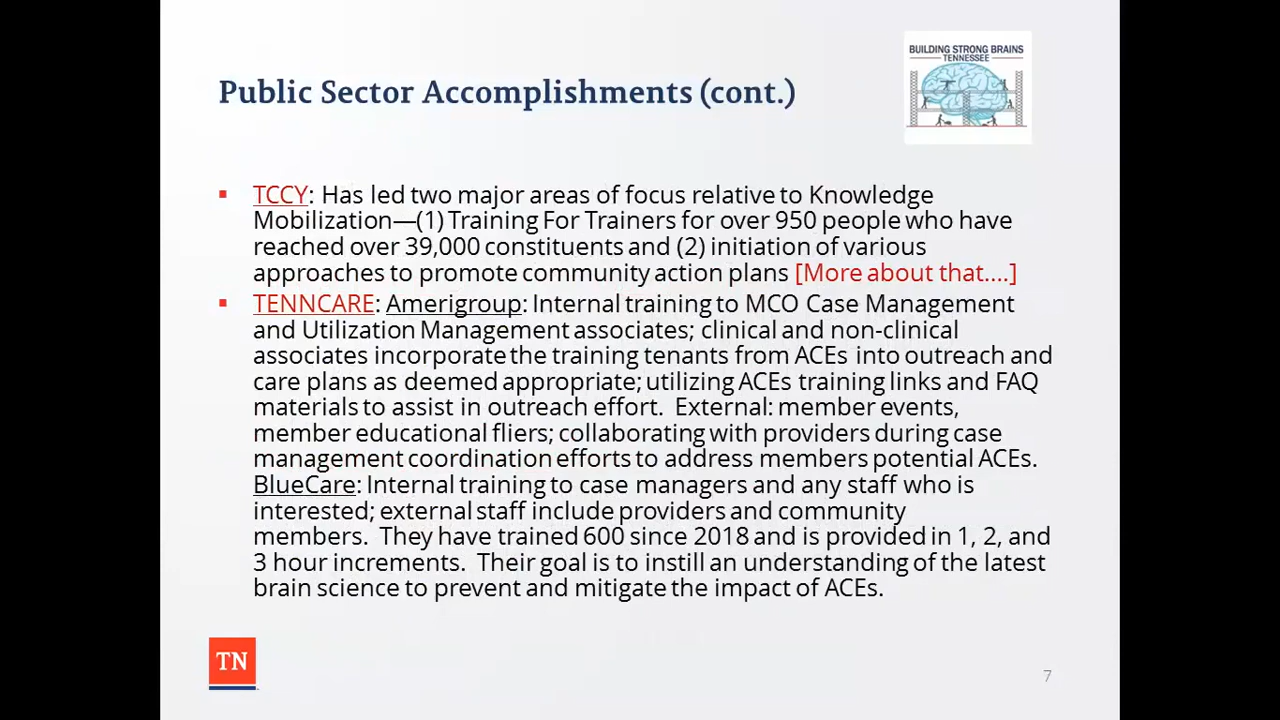 BUILDING STRONG BRAINS
TENNESSEE
Public Sector Accomplishments (cont.)
▪ TCCY: Has led two major areas of focus relative to Knowledge
Mobilization—(1) Training For Trainers for over 950 people who have
reached over 39,000 constituents and (2) initiation of various
approaches to promote community action plans [More about that....]
▪ TENNCARE: Amerigroup: Internal training to MCO Case Management
and Utilization Management associates; clinical and non-clinical
associates incorporate the training tenants from ACEs into outreach and
care plans as deemed appropriate; utilizing ACEs training links and FAQ
materials to assist in outreach effort. External: member events,
member educational fliers; collaborating with providers during case
management coordination efforts to address members potential ACEs.
BlueCare: Internal training to case managers and any staff who is
interested; external staff include providers and community
members. They have trained 600 since 2018 and is provided in 1, 2, and
3 hour increments. Their goal is to instill an understanding of the latest
brain science to prevent and mitigate the impact of ACEs.
TN
7